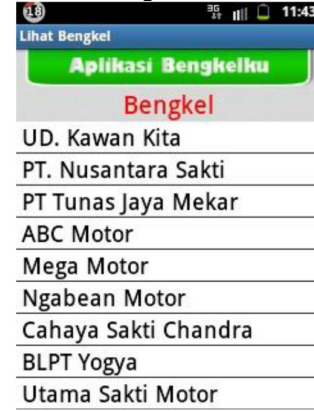 18 3G 11:43
Lihat Bengkel
Aplikasi Bengkelku
Bengkel
UD. Kawan Kita
PT. Nusantara Sakti
PT Tunas Jaya Mekar
ABC Motor
Mega Motor
Ngabean Motor
Cahaya Sakti Chandra
BLPT Yogya
Utama Sakti Motor